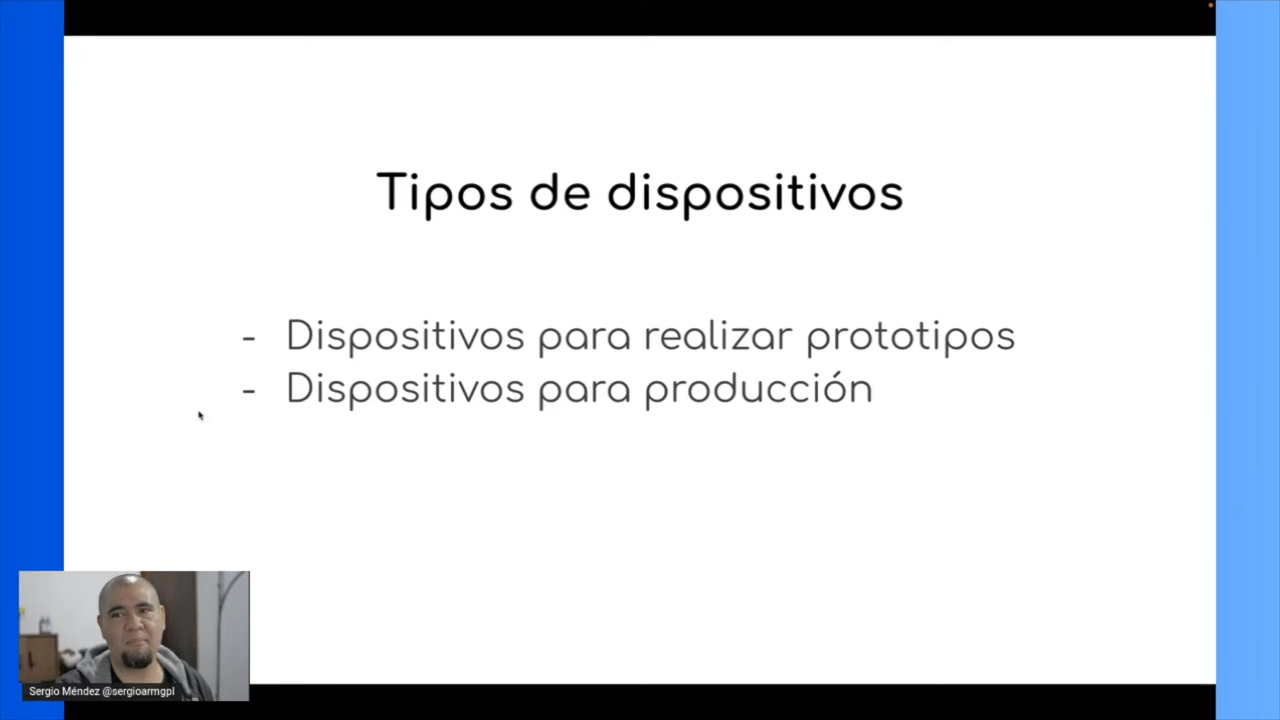 Tipos de dispositivos
- Dispositivos para realizar prototipos
- Dispositivos para producción
Sergio Méndez @sergioarmgpl